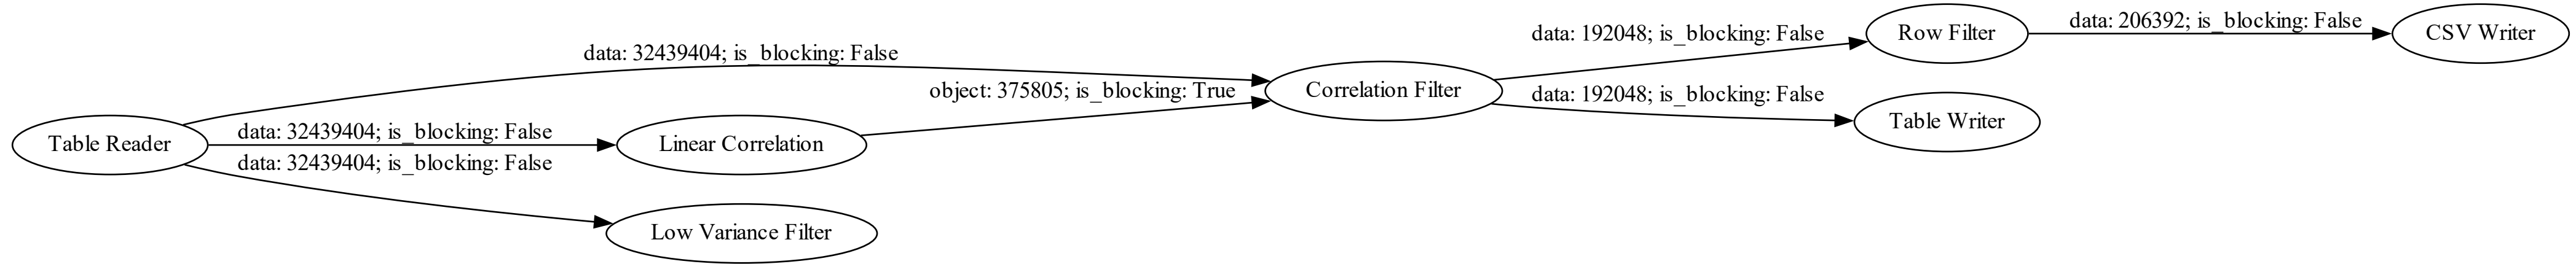 data: 192048; is_blocking: False
Row Filter
data: 206392; is_blocking: False
CSV Writer
data: 32439404; is_blocking: False
object: 375805; is_blocking: True
Correlation Filter
data: 192048; is_blocking: False
Table Writer
Table Reader
data: 32439404; is_blocking: False
Linear Correlation
data: 32439404; is_blocking: False
Low Variance Filter